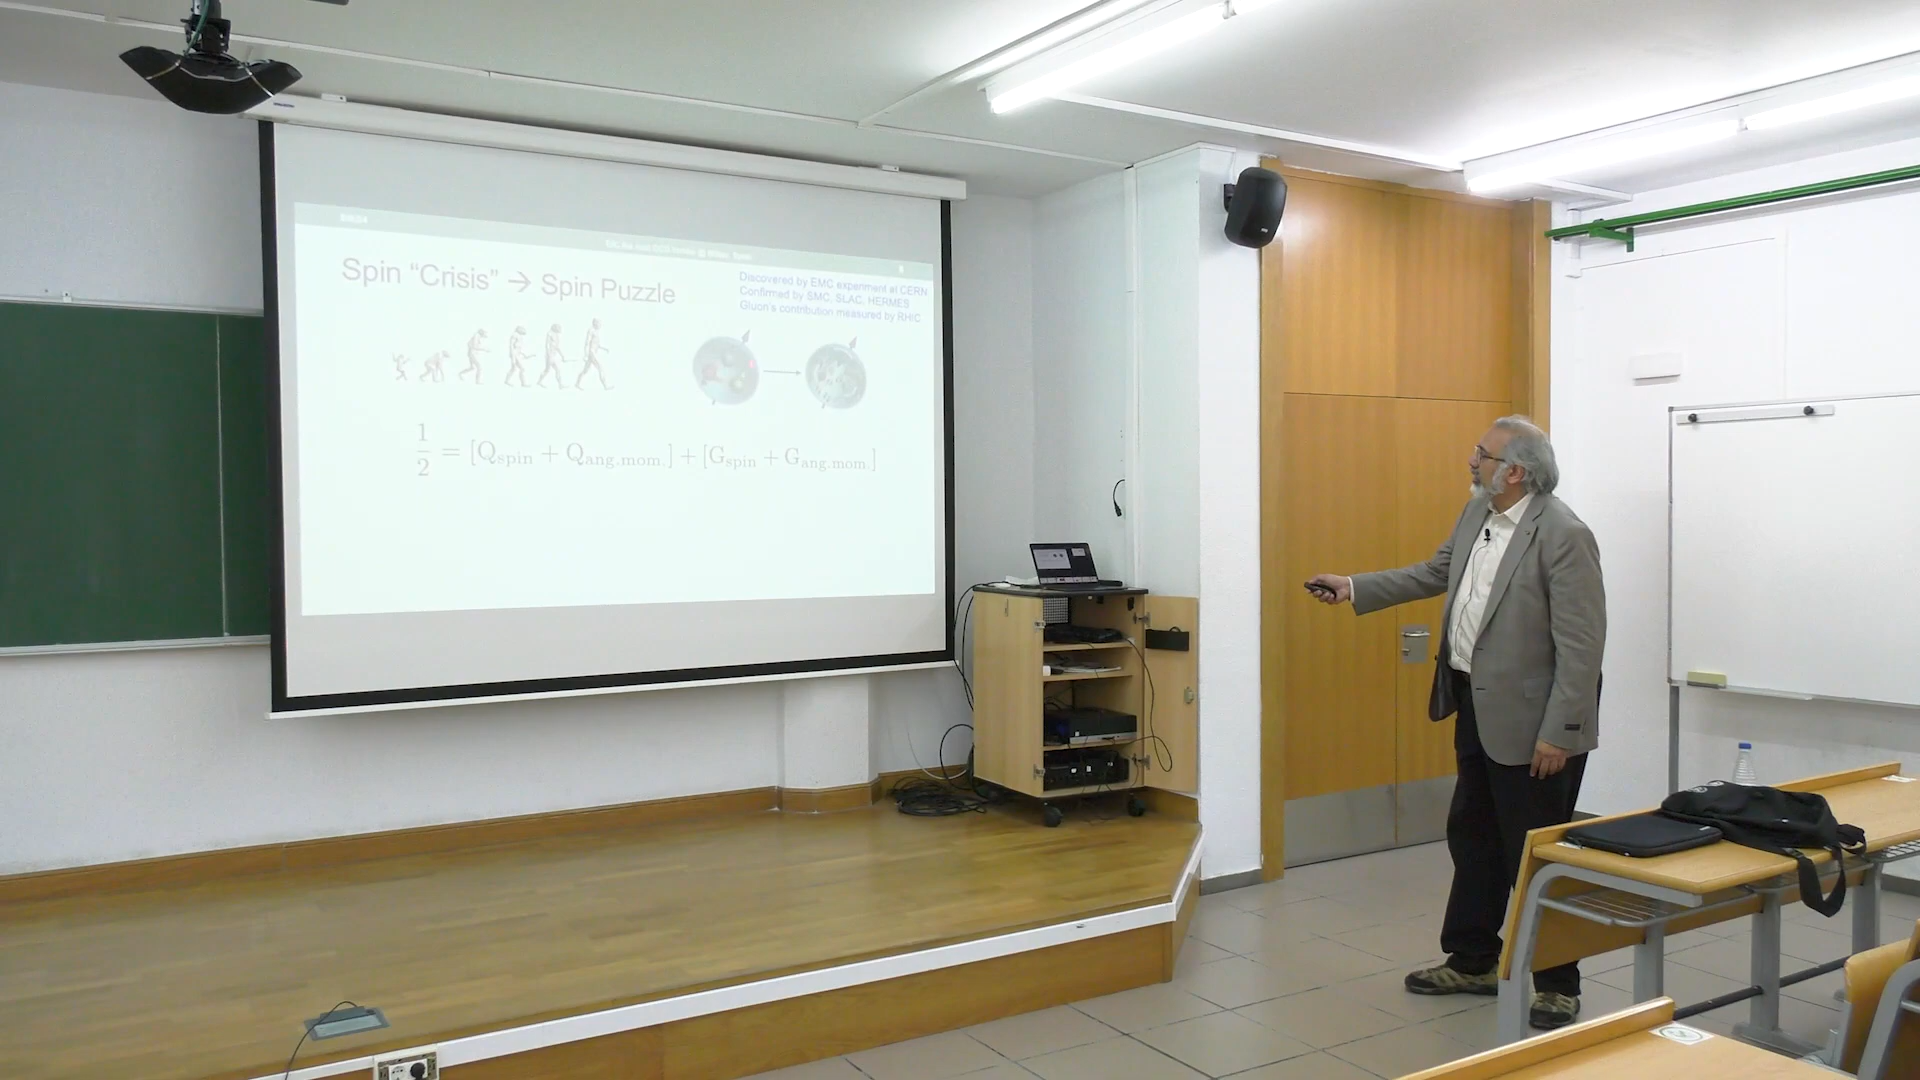 Spin “Crisis” → Spin Puzzle
Discovered by EMC experiment at CERN
Confirmed by SMC, SLAC, HERMES
Gluon's contribution measured by RHIC
1/2 = [Q_spin + Q_ang.mom.] + [G_spin + G_ang.mom.]